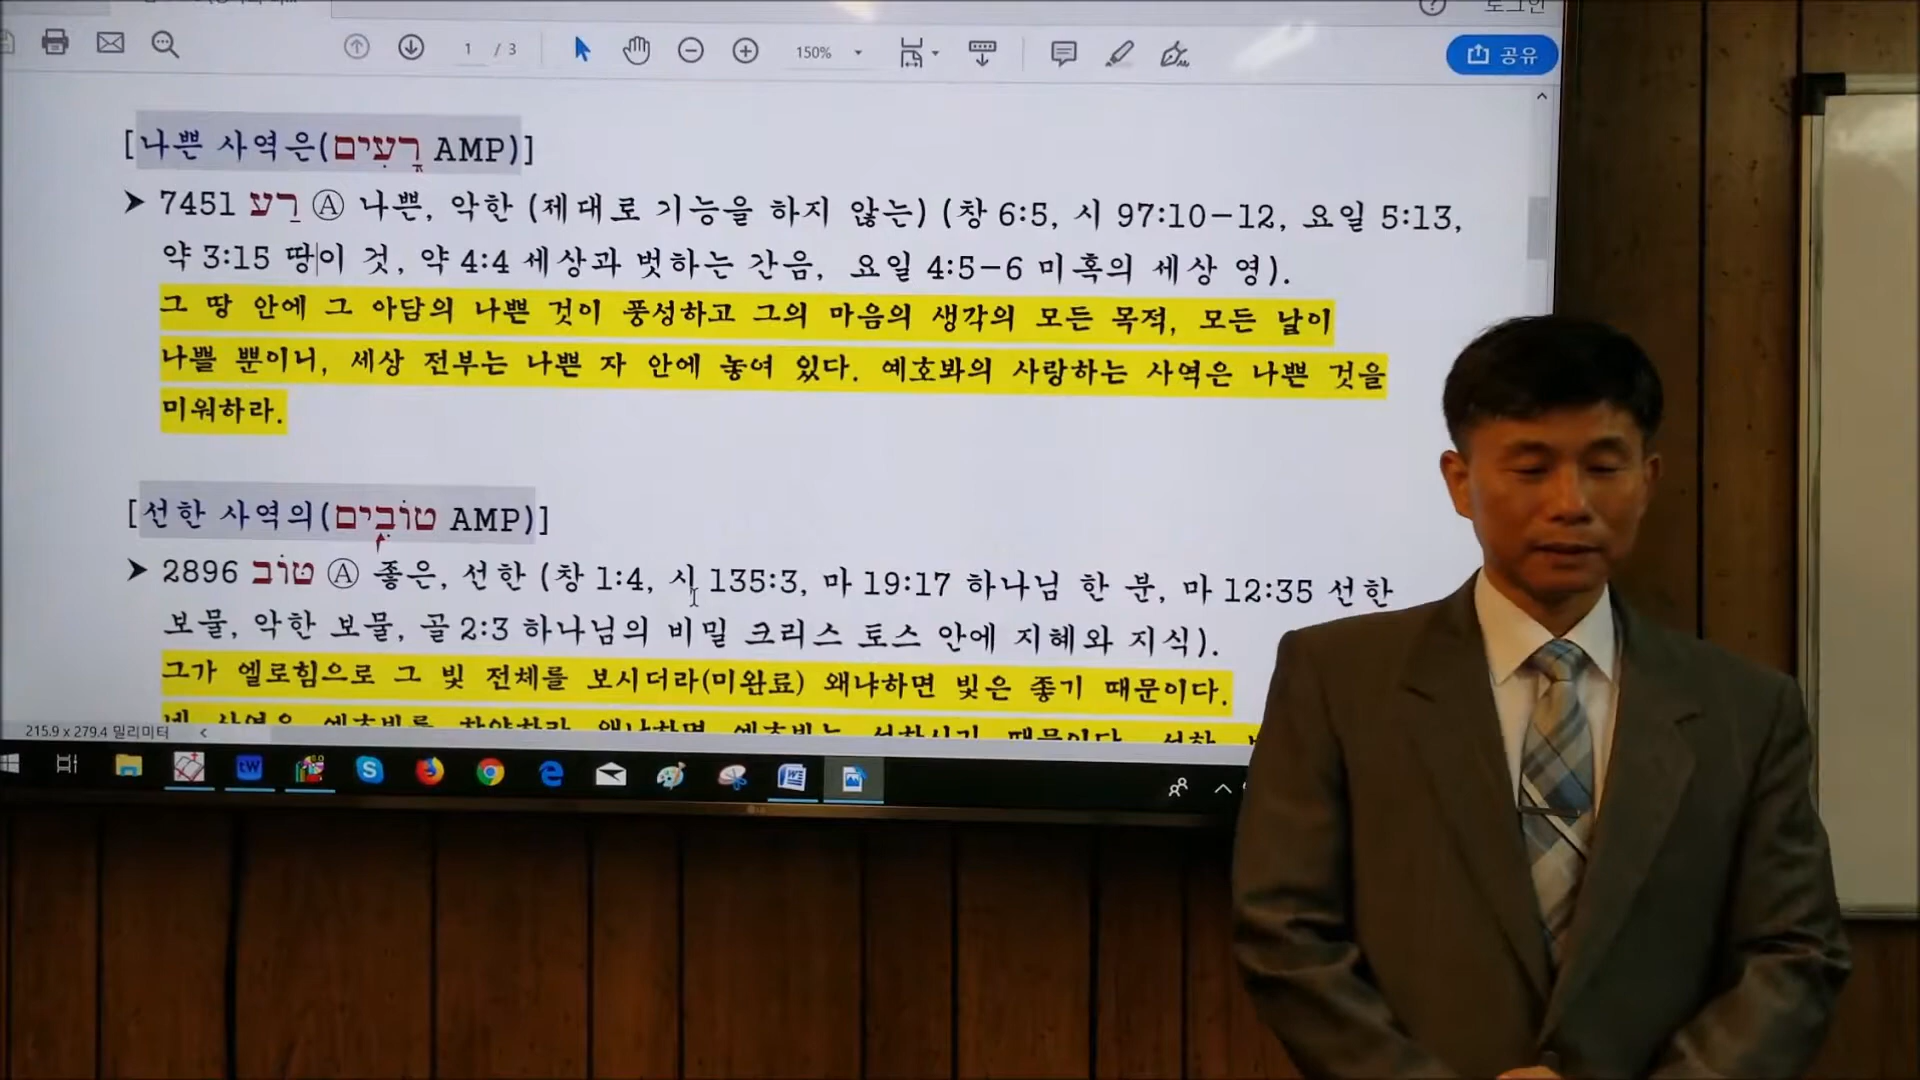 로그인
1 / 3
150%
공유
[나쁜 사역은(רָעִים AMP)]
➤ 7451 רַע Ⓐ 나쁜, 악한 (제대로 기능을 하지 않는) (창 6:5, 시 97:10-12, 요일 5:13,
약 3:15 땅이 것, 약 4:4 세상과 벗하는 간음, 요일 4:5-6 미혹의 세상 영).
그 땅 안에 그 아담의 나쁜 것이 풍성하고 그의 마음의 생각의 모든 목적, 모든 날이
나쁠 뿐이니, 세상 전부는 나쁜 자 안에 놓여 있다. 예호봐의 사랑하는 사역은 나쁜 것을
미워하라.
[선한 사역의(טוֹבִים AMP)]
➤ 2896 טוֹב Ⓐ 좋은, 선한 (창 1:4, 시 135:3, 마 19:17 하나님 한 분, 마 12:35 선한
보물, 악한 보물, 골 2:3 하나님의 비밀 크리스토스 안에 지혜와 지식).
그가 엘로힘으로 그 빛 전체를 보시더라(미완료) 왜냐하면 빛은 좋기 때문이다.
215.9 x 279.4 밀리미터